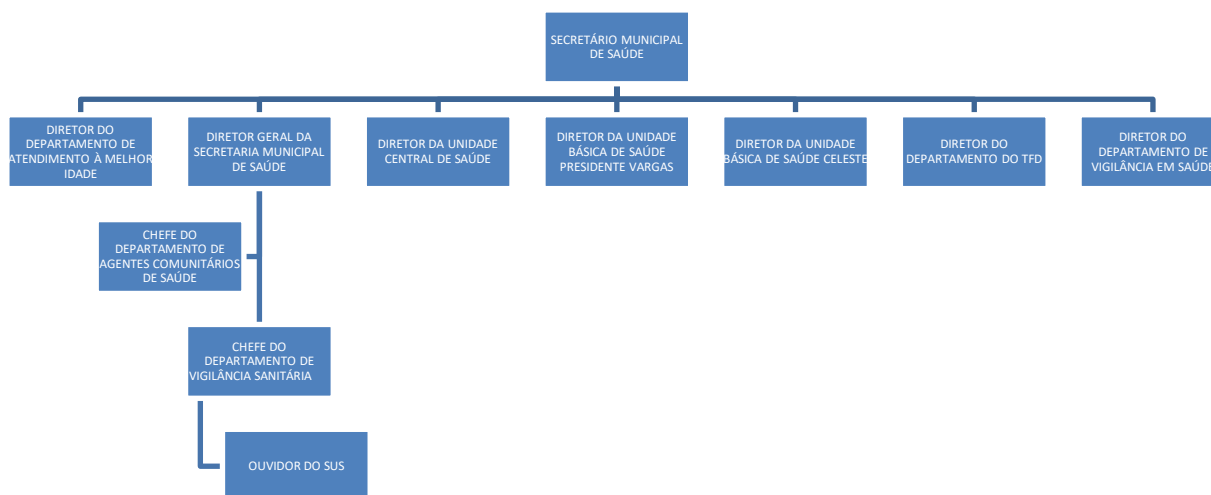 SECRETÁRIO MUNICIPAL
DE SAÚDE
DIRETOR DO
DEPARTAMENTO DE
ATENDIMENTO À MELHOR
IDADE
DIRETOR GERAL DA
SECRETARIA MUNICIPAL
DE SAÚDE
DIRETOR DA UNIDADE
CENTRAL DE SAÚDE
DIRETOR DA UNIDADE
BÁSICA DE SAÚDE
PRESIDENTE VARGAS
DIRETOR DA UNIDADE
BÁSICA DE SAÚDE CELESTE
DIRETOR DO
DEPARTAMENTO DO TFD
DIRETOR DO
DEPARTAMENTO DE
VIGILÂNCIA EM SAÚDE
CHEFE DO
DEPARTAMENTO DE
AGENTES COMUNITÁRIOS
DE SAÚDE
CHEFE DO
DEPARTAMENTO DE
VIGILÂNCIA SANITÁRIA
OUVIDOR DO SUS